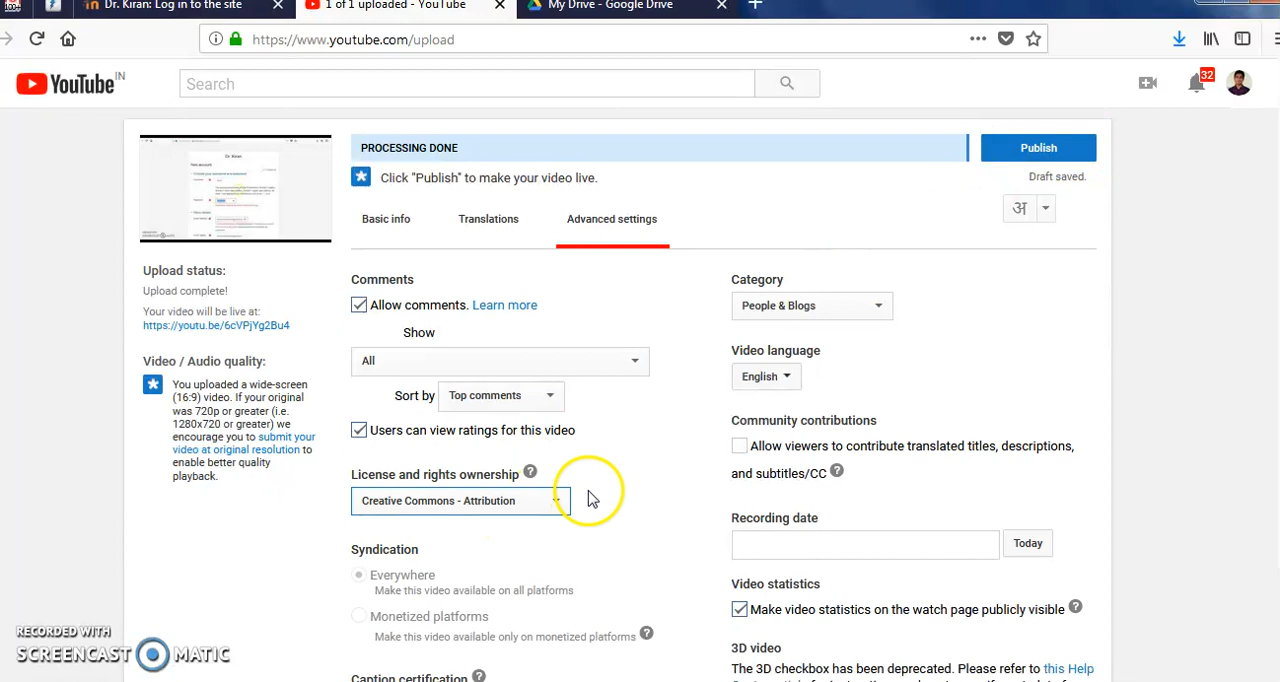 Dr. Kiran: Log in to the site
1 of 1 uploaded - YouTube
My Drive - Google Drive
https://www.youtube.com/upload
YouTube IN
Search
32
PROCESSING DONE
Publish
Click "Publish" to make your video live.
Draft saved.
Basic info
Translations
Advanced settings
अ
Upload status:
Upload complete!
Your video will be live at:
https://youtu.be/6cVPjYg2Bu4
Video / Audio quality:
You uploaded a wide-screen
(16:9) video. If your original
was 720p or greater (i.e.
1280x720 or greater) we
encourage you to submit your
video at original resolution to
enable better quality
playback.
Comments
Allow comments. Learn more
Show
All
Sort by Top comments
Users can view ratings for this video
License and rights ownership ?
Creative Commons - Attribution
Syndication
Everywhere
Make this video available on all platforms
Monetized platforms
Make this video available only on monetized platforms ?
Caption certification ?
Category
People & Blogs
Video language
English
Community contributions
Allow viewers to contribute translated titles, descriptions,
and subtitles/CC ?
Recording date
Today
Video statistics
Make video statistics on the watch page publicly visible ?
3D video
The 3D checkbox has been deprecated. Please refer to this Help
RECORDED WITH
SCREENCAST MATIC